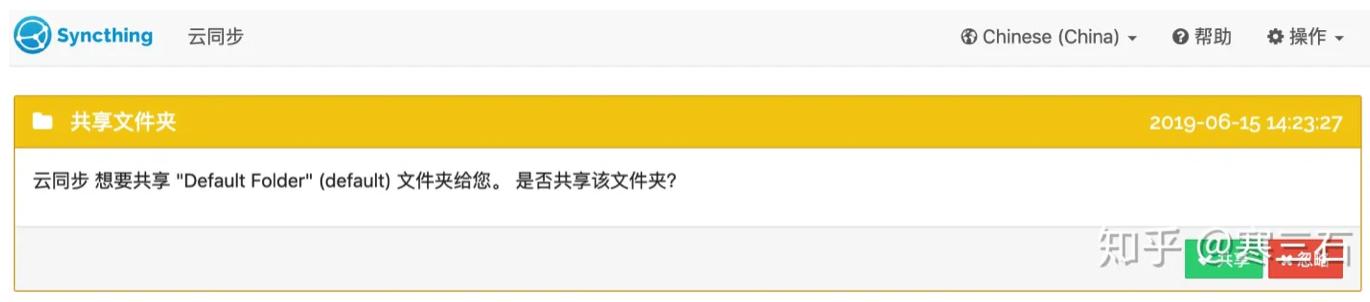 Syncthing 云同步 Chinese (China) 帮助 操作
共享文件夹 2019-06-15 14:23:27
云同步 想要共享 "Default Folder" (default) 文件夹给您。 是否共享该文件夹?
共享 忽略
知乎 @寒三石